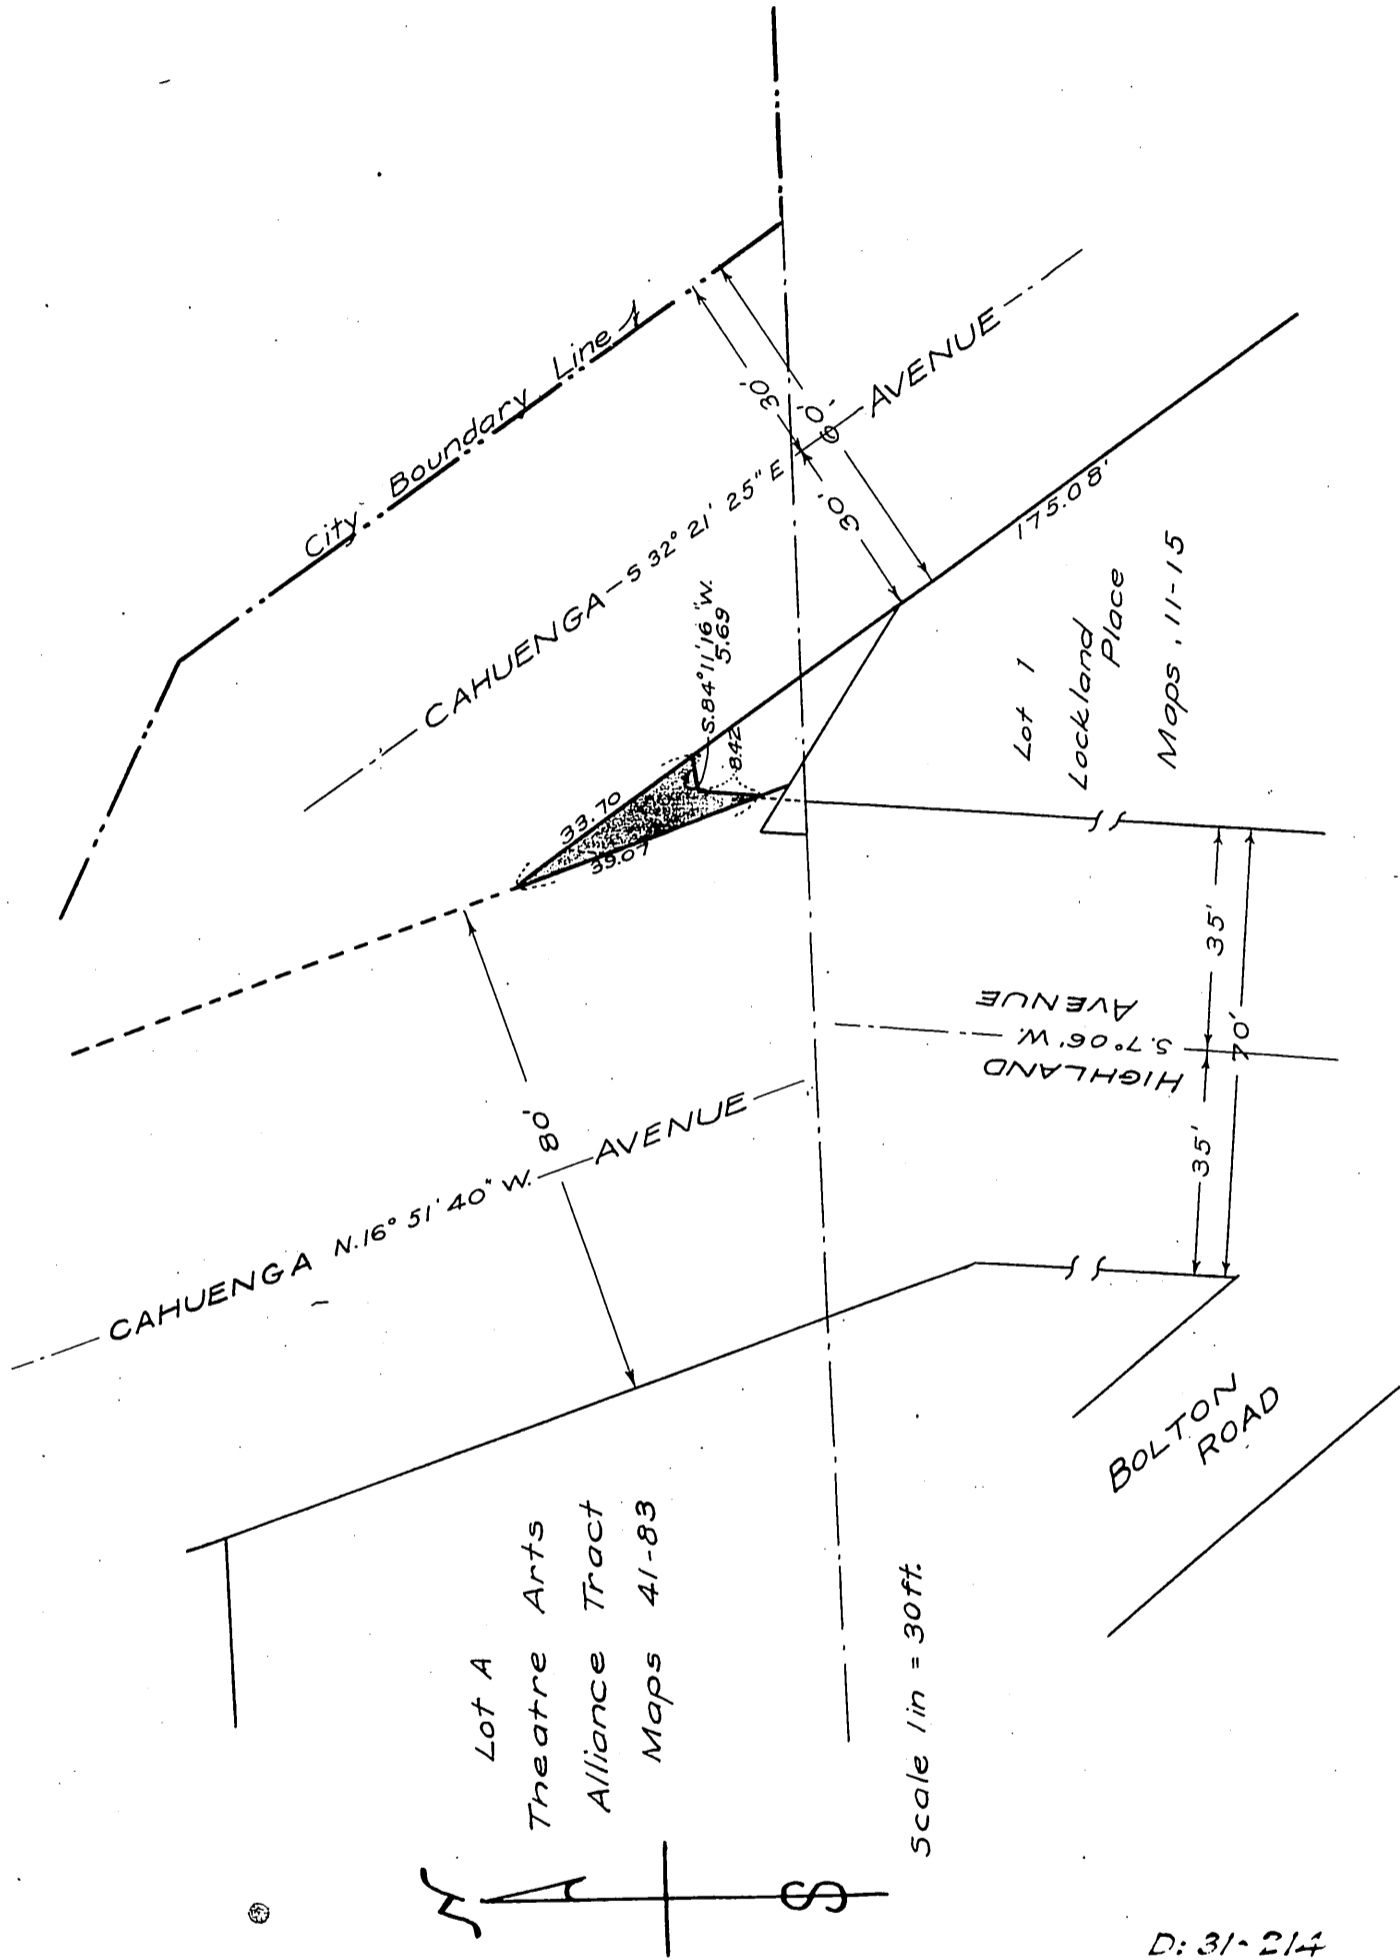 City Boundary Line
CAHUENGA S 32° 21' 25" E AVENUE
30'
60'
30'
175.08'
S.84°11'16"W.
5.69
8.42
33.70
39.07
Lot 1
Lockland
Place
Maps, 11-15
80'
CAHUENGA N.16° 51' 40" W. AVENUE
HIGHLAND
S.7° 06' W.
AVENUE
35'
35'
70'
BOLTON
ROAD
Lot A
Theatre Arts
Alliance Tract
Maps 41-83
Scale 1in = 30ft.
S
D: 31-214